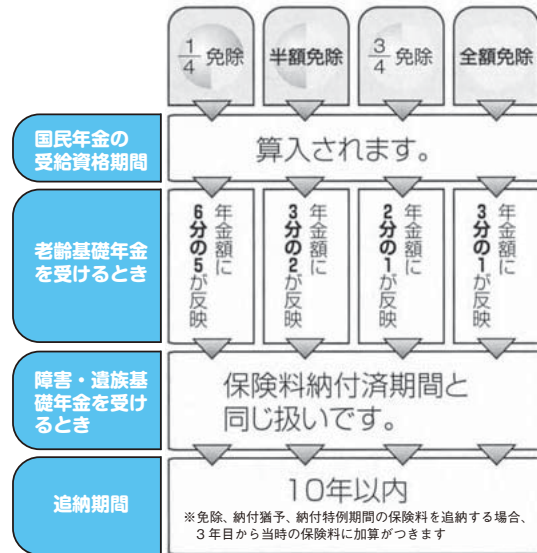 1/4 免除
半額免除
3/4 免除
全額免除
国民年金の
受給資格期間
算入されます。
老齢基礎年金
を受けるとき
年金額に
6分の5が反映
年金額に
3分の2が反映
年金額に
2分の1が反映
年金額に
3分の1が反映
障害・遺族基
礎年金を受け
るとき
保険料納付済期間と
同じ扱いです。
追納期間
10年以内
※免除、納付猶予、納付特例期間の保険料を追納する場合、
3年目から当時の保険料に加算がつきます